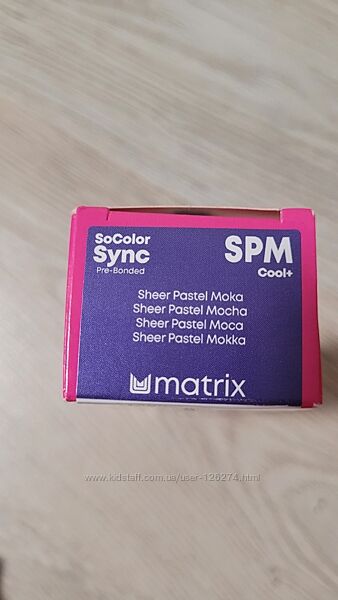 SoColor
Sync
Pre-Bonded
SPM
Cool+
Sheer Pastel Moka
Sheer Pastel Mocha
Sheer Pastel Moca
Sheer Pastel Mokka
matrix
www.kidstaff.com.ua/user-126274.html